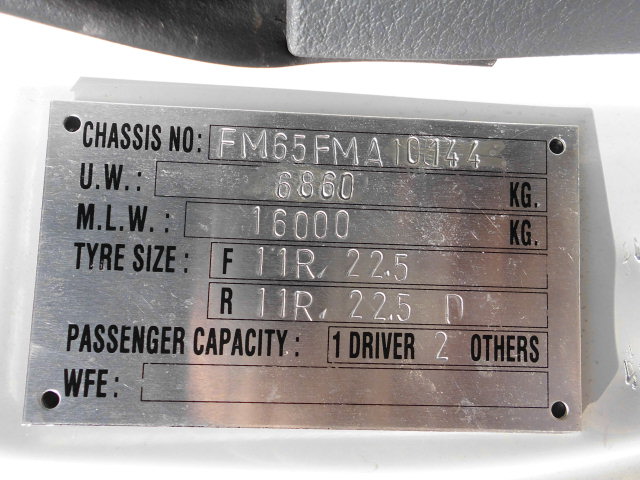 CHASSIS NO: FM65FMA10144
U.W.: 6860 KG.
M.L.W.: 16000 KG.
TYRE SIZE: F 11R, 22.5
R 11R, 22.5 D
PASSENGER CAPACITY: 1 DRIVER 2 OTHERS
WFE: